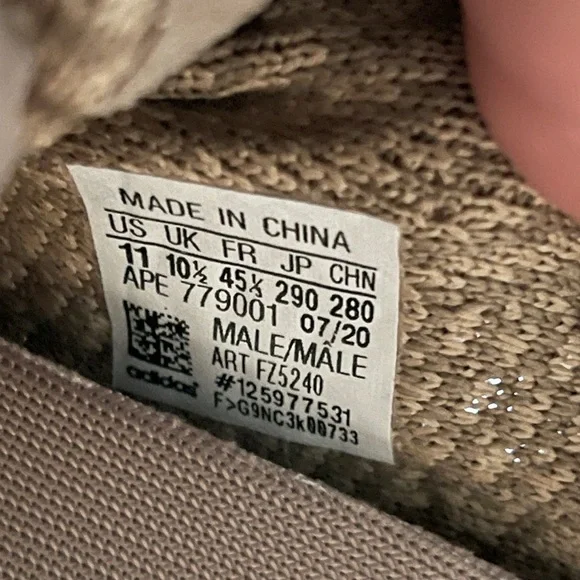 MADE IN CHINA
US UK FR JP CHN
11 10½ 45⅓ 290 280
APE 779001 07/20
MALE/MÂLE
ART FZ5240
#125977531
F>G9NC3k00733
adidas